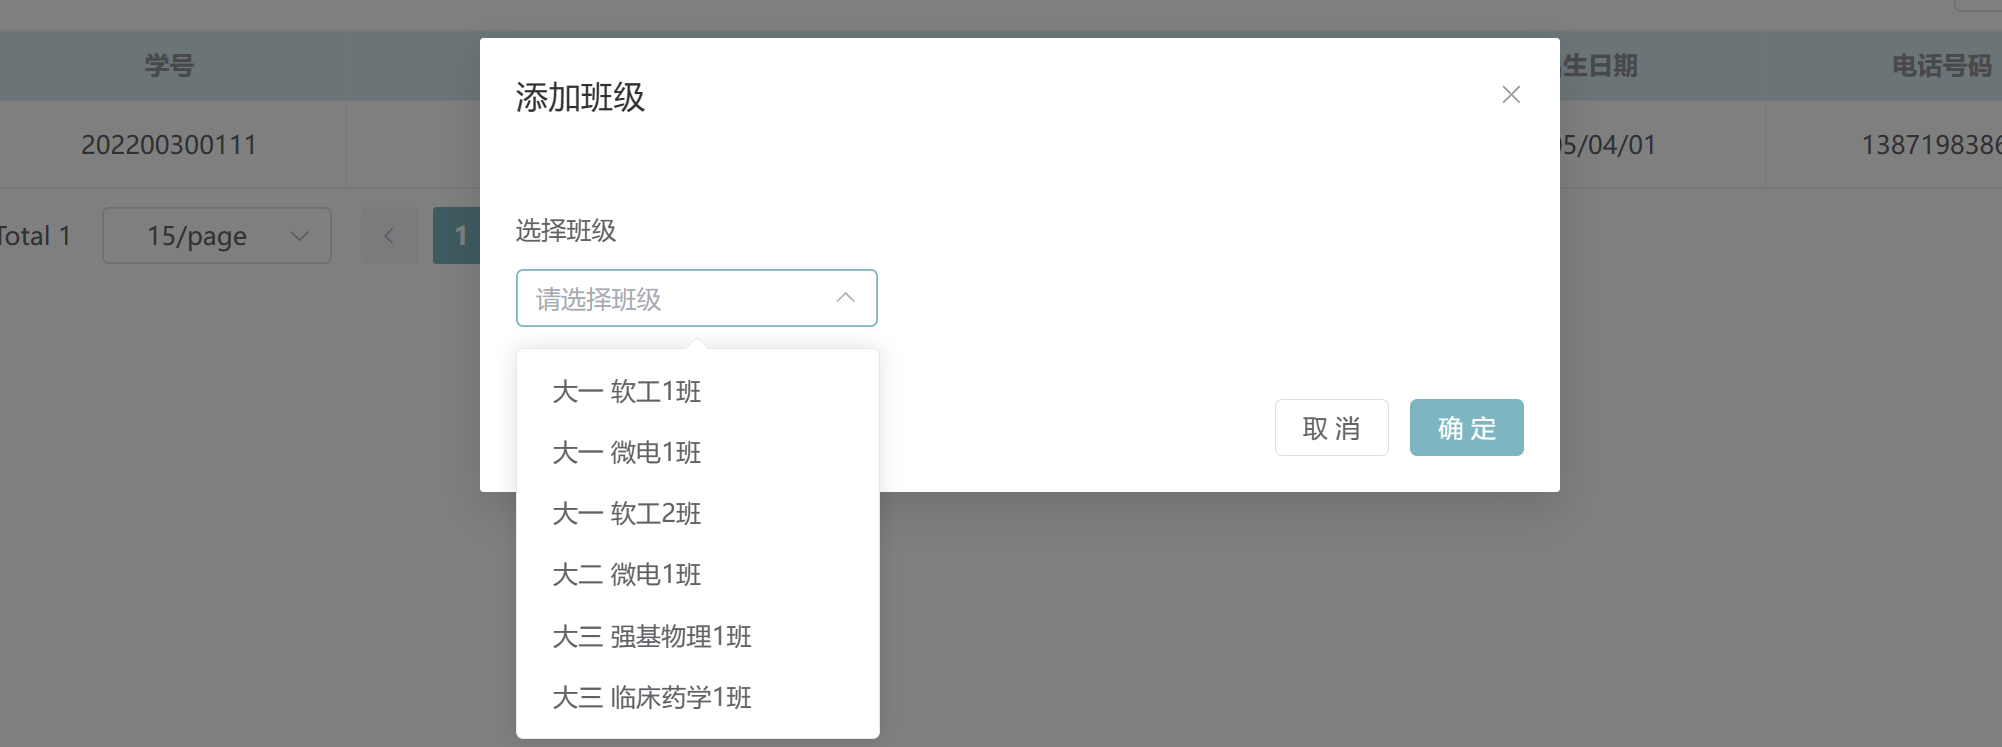 学号
生日期
电话号码
202200300111
5/04/01
1387198386
Total 1
15/page
1
添加班级
选择班级
请选择班级
大一 软工1班
大一 微电1班
大一 软工2班
大二 微电1班
大三 强基物理1班
大三 临床药学1班
取 消
确 定